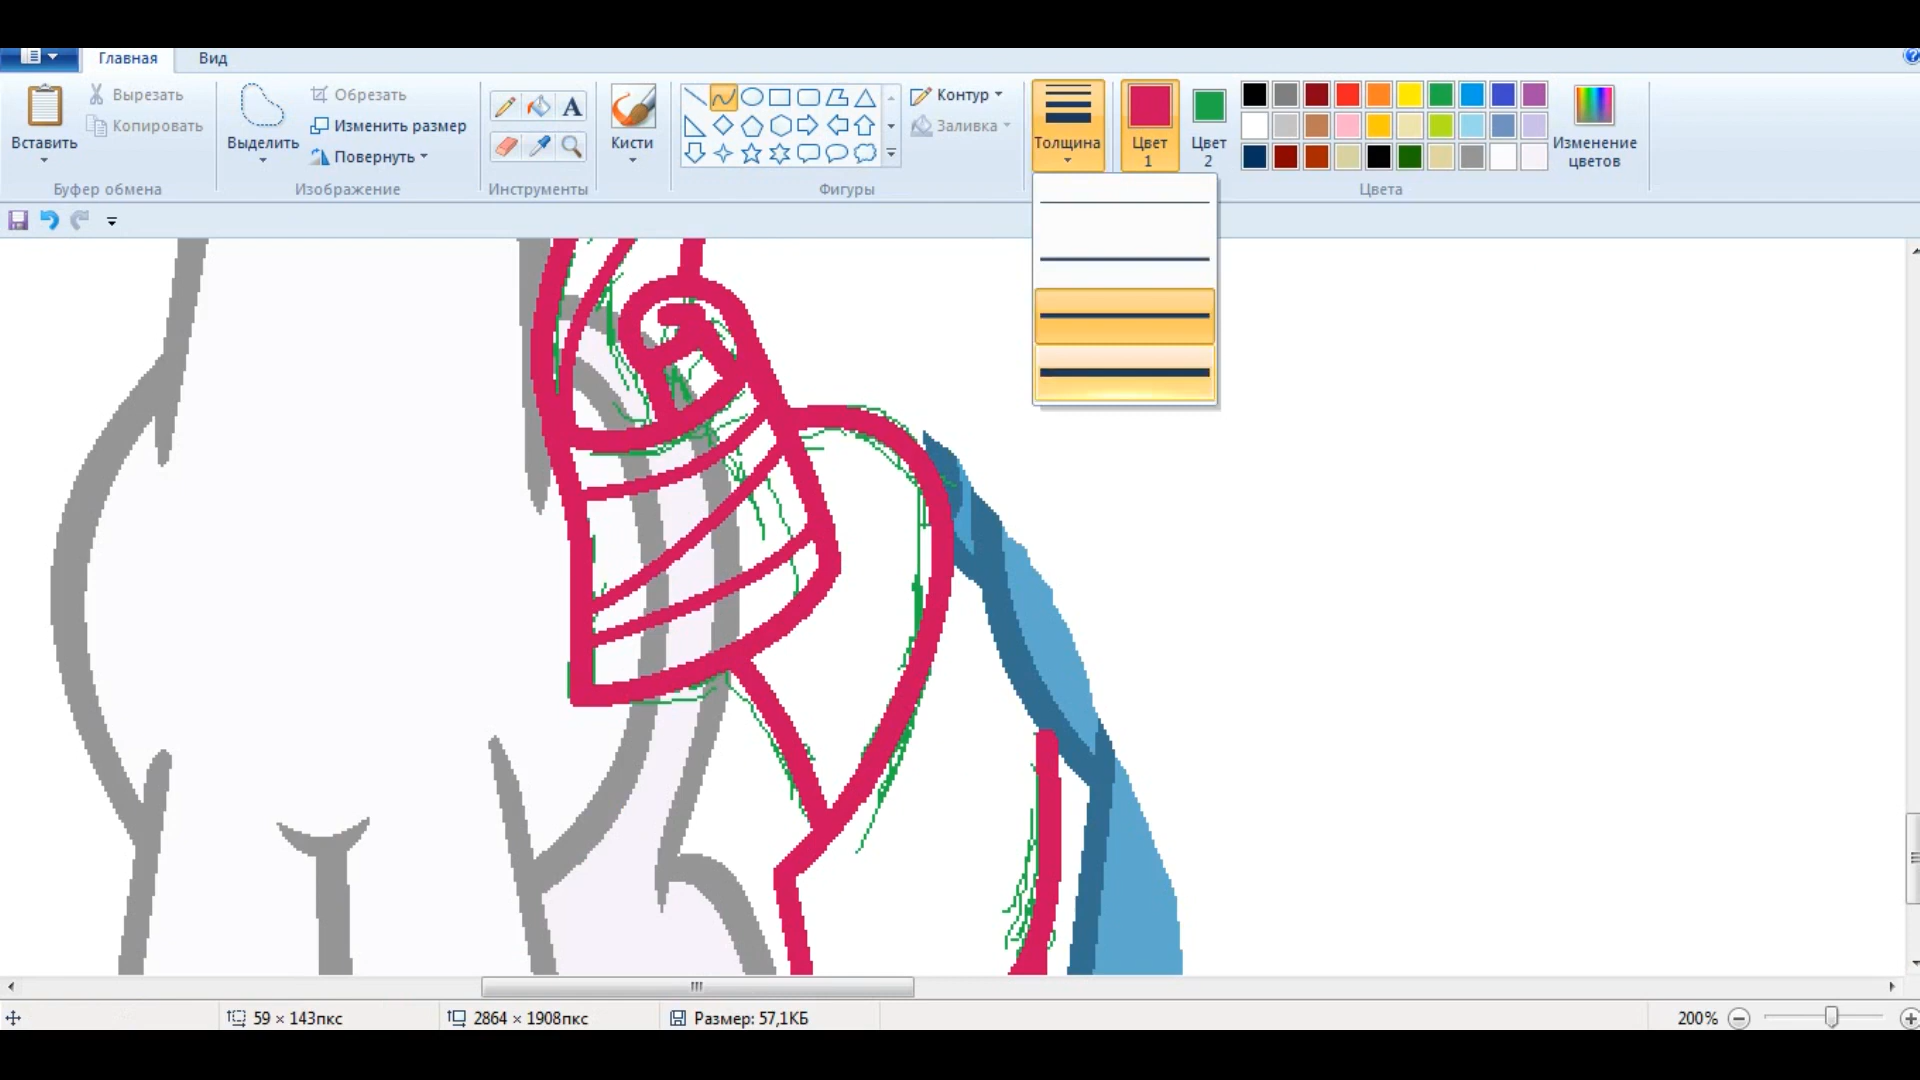 Главная Вид
Вставить
Вырезать
Копировать
Буфер обмена
Выделить
Обрезать
Изменить размер
Повернуть
Изображение
A
Инструменты
Кисти
Фигуры
Контур
Заливка
Толщина
Цвет
1
Цвет
2
Цвета
Изменение
цветов
59 × 143пкс
2864 × 1908пкс
Размер: 57,1КБ
200%